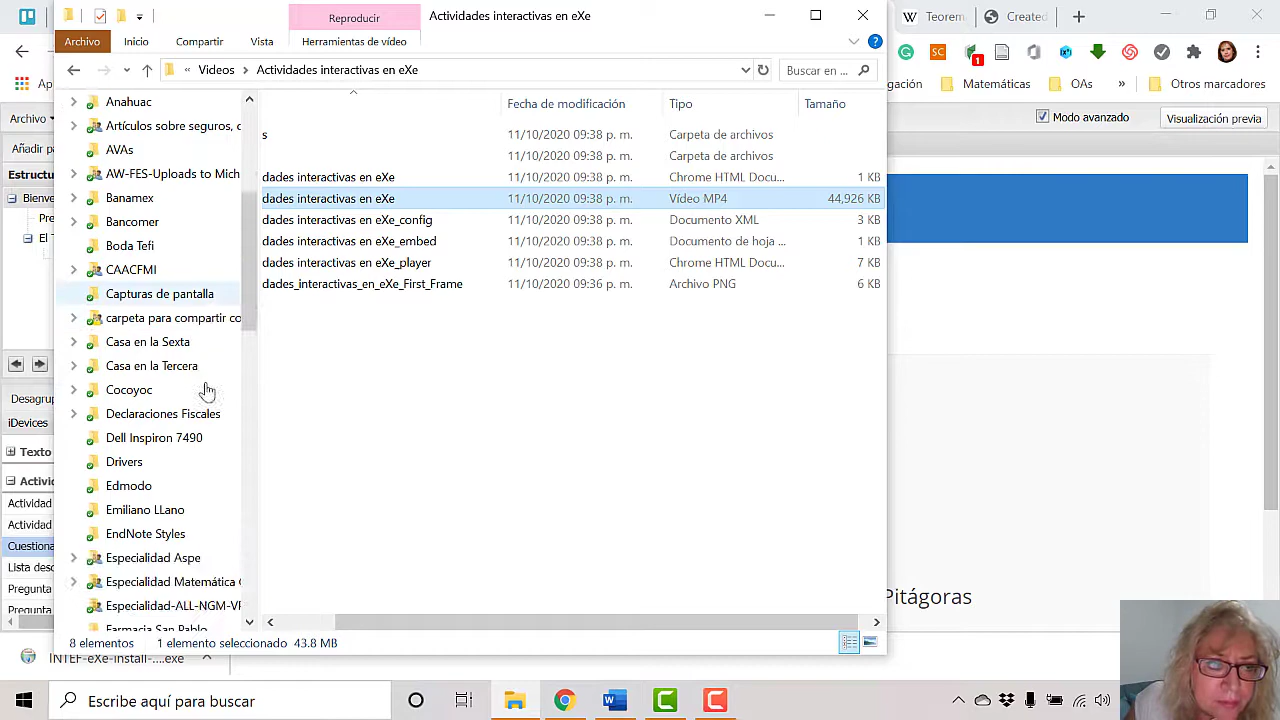 Reproducir
Actividades interactivas en eXe
Teorem
Created
Archivo
Inicio
Compartir
Vista
Herramientas de vídeo
Ap
« Videos > Actividades interactivas en eXe
Buscar en ...
gación
Matemáticas
OAs
»
Otros marcadores
Archivo
Modo avanzado
Visualización previa
Añadir pá
Estructu
Bienve
Pre
El T
Anahuac
Artículos sobre seguros, c
AVAs
AW-FES-Uploads to Mich
Banamex
Bancomer
Boda Tefi
CAACFMI
Capturas de pantalla
carpeta para compartir co
Casa en la Sexta
Casa en la Tercera
Cocoyoc
Declaraciones Fiscales
Dell Inspiron 7490
Drivers
Edmodo
Emiliano LLano
EndNote Styles
Especialidad Aspe
Especialidad Matemática
Especialidad-ALL-NGM-VF
Farmacia San Pablo
Fecha de modificación
Tipo
Tamaño
s 11/10/2020 09:38 p. m. Carpeta de archivos
11/10/2020 09:38 p. m. Carpeta de archivos
dades interactivas en eXe 11/10/2020 09:38 p. m. Chrome HTML Docu... 1 KB
dades interactivas en eXe 11/10/2020 09:38 p. m. Vídeo MP4 44,926 KB
dades interactivas en eXe_config 11/10/2020 09:38 p. m. Documento XML 3 KB
dades interactivas en eXe_embed 11/10/2020 09:38 p. m. Documento de hoja ... 1 KB
dades interactivas en eXe_player 11/10/2020 09:38 p. m. Chrome HTML Docu... 7 KB
dades_interactivas_en_eXe_First_Frame 11/10/2020 09:36 p. m. Archivo PNG 6 KB
Desagrup
iDevices
Texto
Activid
Actividad
Actividad
Cuestiona
Lista desc
Pregunta
Pregunta
Pitágoras
8 elementos
1 elemento seleccionado 43.8 MB
INTEF-eXe-install-....exe
Escribe aquí para buscar